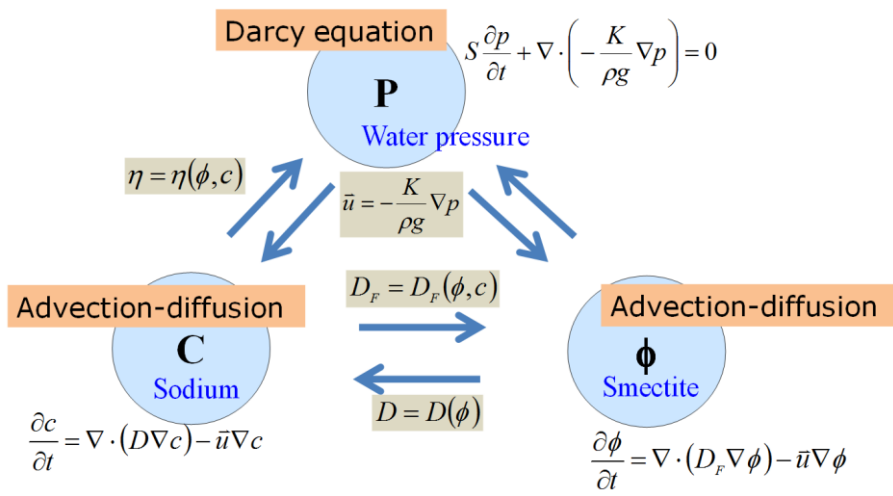 Darcy equation
S ∂p/∂t + ∇·(−K/ρg ∇p) = 0
P
Water pressure
η = η(ϕ,c)
u⃗ = −K/ρg ∇p
Advection-diffusion
D_F = D_F(ϕ,c)
Advection-diffusion
C
Sodium
ϕ
Smectite
D = D(ϕ)
∂c/∂t = ∇·(D∇c) − u⃗∇c
∂ϕ/∂t = ∇·(D_F∇ϕ) − u⃗∇ϕ